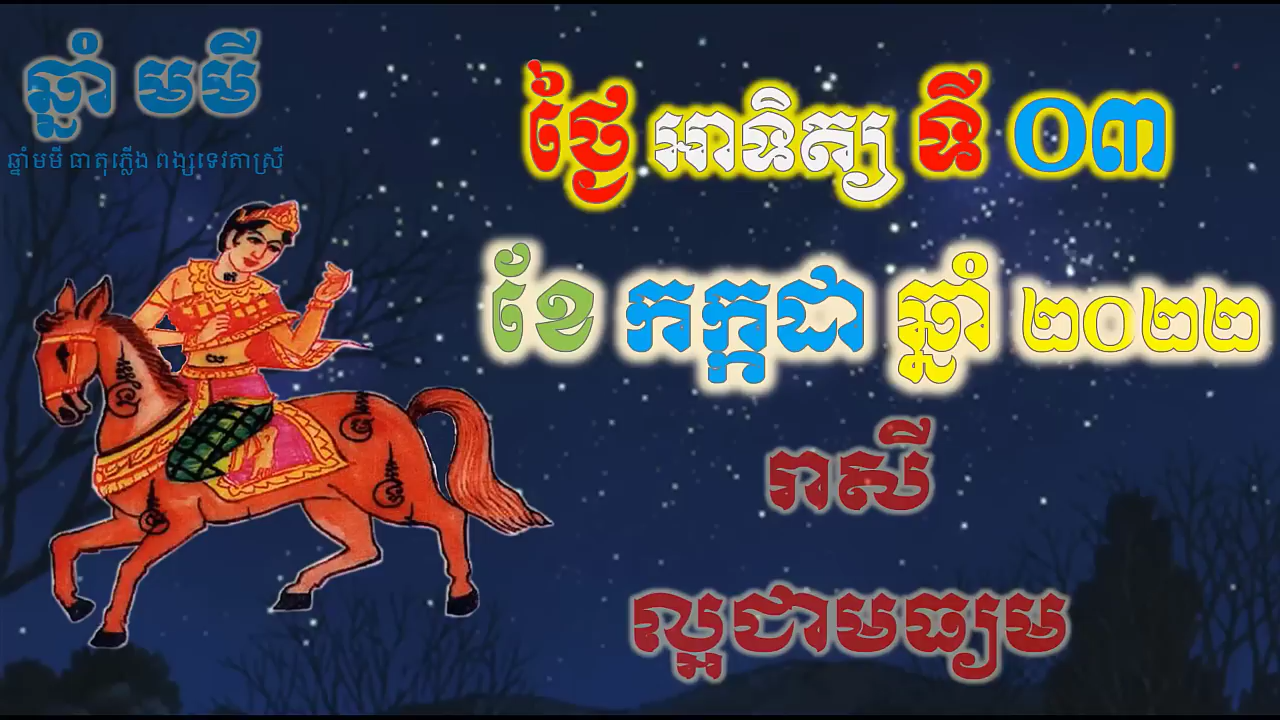 ឆ្នាំ មមី
ឆ្នាំមមី ធាតុភ្លើង ពង្សទេវតាស្រី
ថ្ងៃ អាទិត្យ ទី ០៣
ខែ កក្កដា ឆ្នាំ ២០២២
រាសី
ល្អជាមធ្យម